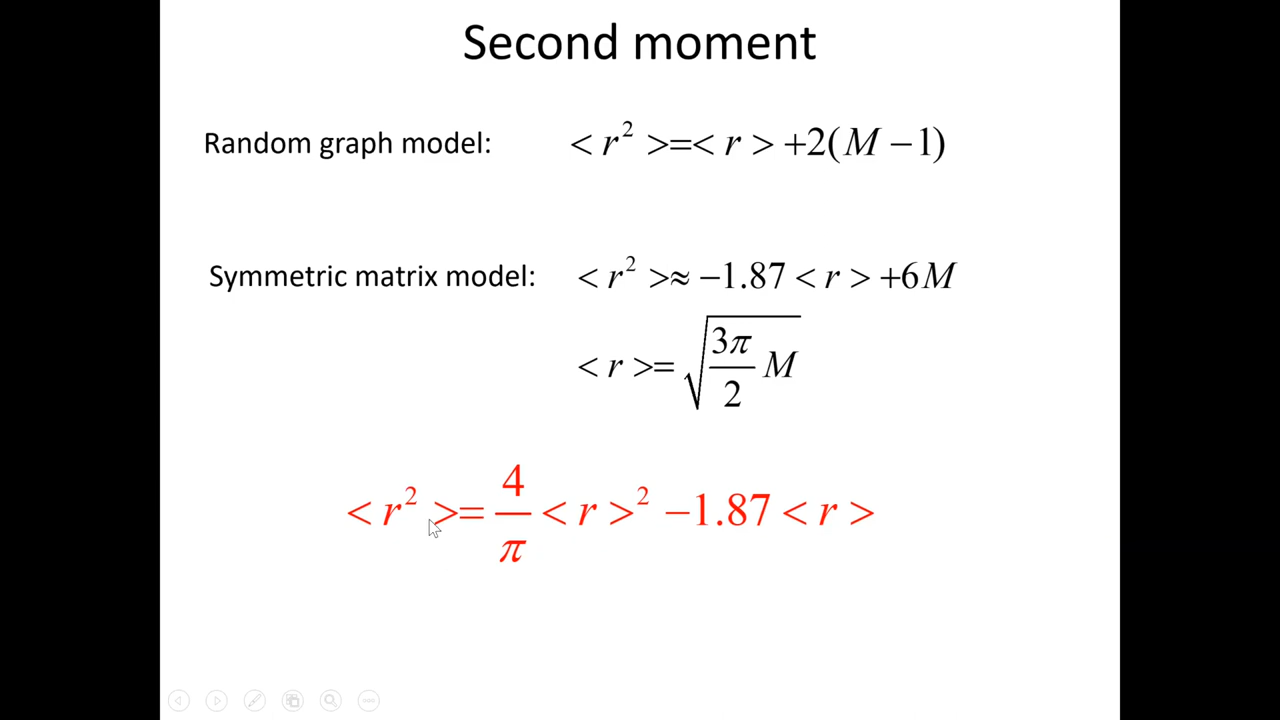 Second moment
Random graph model: < r² >=< r > +2(M − 1)
Symmetric matrix model: < r² >≈ −1.87 < r > +6M
< r >= √(3π/2 M)
< r² >= 4/π < r >² −1.87 < r >